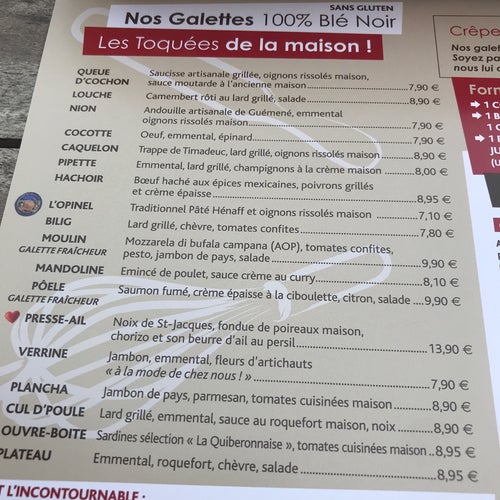 SANS GLUTEN
Nos Galettes 100% Blé Noir
Les Toquées de la maison !
QUEUE D'COCHON Saucisse artisanale grillée, oignons rissolés maison,
sauce moutarde à l'ancienne maison 7,90 €
LOUCHE Camembert rôti au lard grillé, salade 8,90 €
NION Andouille artisanale de Guémené, emmental
oignons rissolés maison 7,90 €
COCOTTE Oeuf, emmental, épinard 7,90 €
CAQUELON Trappe de Timadeuc, lard grillé, oignons rissolés maison 8,90 €
PIPETTE Emmental, lard grillé, champignons à la crème maison 8,00 €
HACHOIR Bœuf haché aux épices mexicaines, poivrons grillés
et crème épaisse 8,95 €
L'OPINEL Traditionnel Pâté Hénaff et oignons rissolés maison 7,10 €
BILIG Lard grillé, chèvre, tomates confites 7,80 €
MOULIN Mozzarela di bufala campana (AOP), tomates confites,
GALETTE FRAÎCHEUR pesto, jambon de pays, salade 9,90 €
MANDOLINE Emincé de poulet, sauce crème au curry 8,10 €
PÔELE Saumon fumé, crème épaisse à la ciboulette, citron, salade 9,90 €
GALETTE FRAÎCHEUR
PRESSE-AIL Noix de St-Jacques, fondue de poireaux maison,
chorizo et son beurre d'ail au persil 13,90 €
VERRINE Jambon, emmental, fleurs d'artichauts
« à la mode de chez nous ! » 7,90 €
PLANCHA Jambon de pays, parmesan, tomates cuisinées maison 8,90 €
CUL D'POULE Lard grillé, emmental, sauce au roquefort maison, noix 8,90 €
OUVRE-BOITE Sardines sélection « La Quiberonnaise », tomates cuisinées maison 8,95 €
PLATEAU Emmental, roquefort, chèvre, salade 8,95 €
T L'INCONTOURNABLE :
Crêpe
Nos galet
Soyez pa
nous lui c
Form
1 C
1 B
1 C
1 E
JU
(U